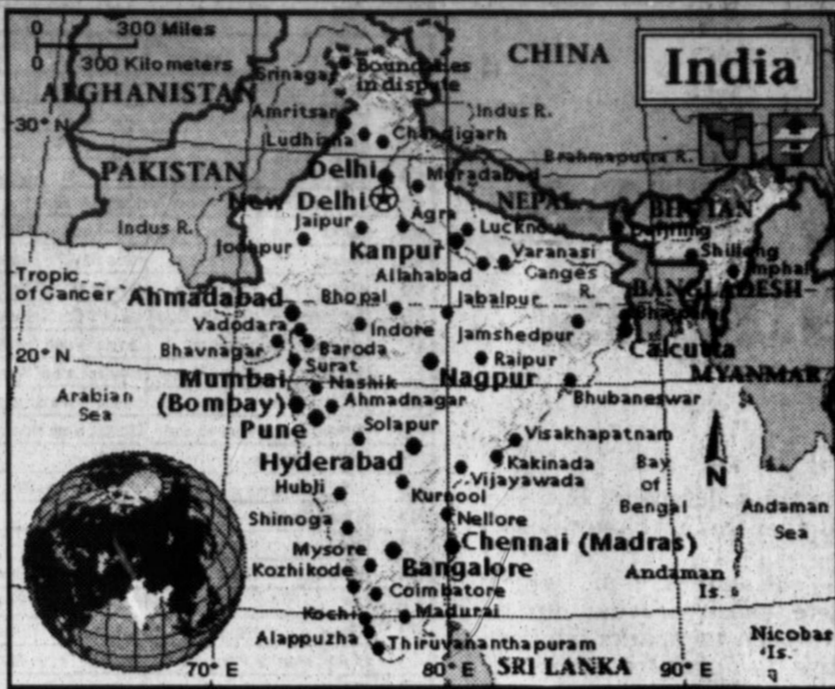 0 300 Miles
0 300 Kilometers
CHINA
India
AFGHANISTAN
Srinagar
Boundaries
in dispute
Amritsar
Indus R.
30° N
Ludhiana
Chandigarh
PAKISTAN
Delhi
Moradabad
Brahmaputra R.
New Delhi
NEPAL
BHUTAN
Indus R.
Jaipur
Agra
Lucknow
Darjiling
Jodhpur
Kanpur
Varanasi
Shillong
Imphal
Allahabad
Ganges
R.
Tropic
of Cancer
Ahmadabad
Bhopal
Jabalpur
BANGLADESH
Vadodara
Indore
Jamshedpur
Bhavnagar
Baroda
Raipur
Calcutta
20° N
Surat
Mumbai
(Bombay)
Nashik
Nagpur
MYANMAR
Arabian
Sea
Ahmadnagar
Bhubaneswar
Pune
Solapur
Visakhapatnam
Hyderabad
Kakinada
Bay
of
Bengal
N
Vijayawada
Hubli
Kurnool
Andaman
Sea
Shimoga
Nellore
Mysore
Chennai (Madras)
Bangalore
Kozhikode
Coimbatore
Andaman
Is.
Kochi
Madurai
Alappuzha
Thiruvananthapuram
Nicobar
Is.
70° E
80° E
SRI LANKA
90° E